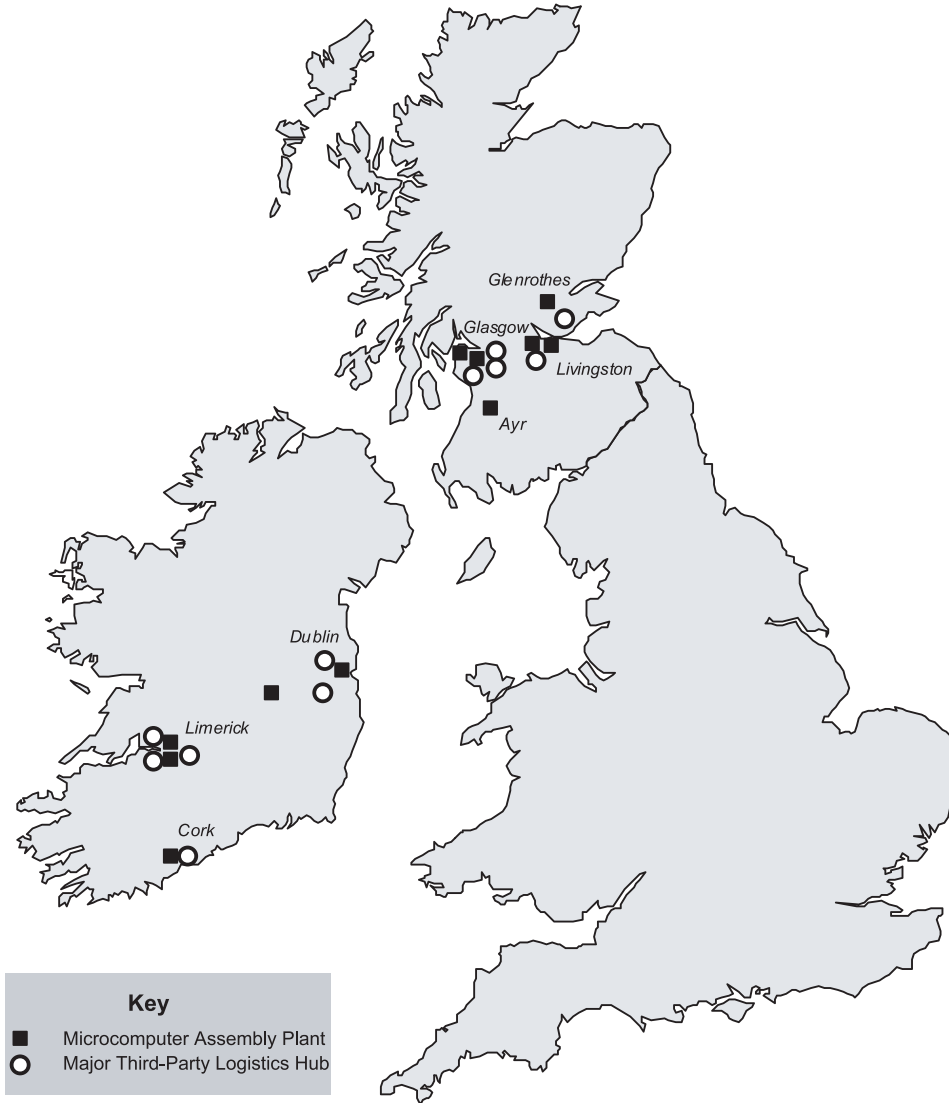 Glenrothes
Glasgow
Livingston
Ayr
Dublin
Limerick
Cork
Key
Microcomputer Assembly Plant
Major Third-Party Logistics Hub